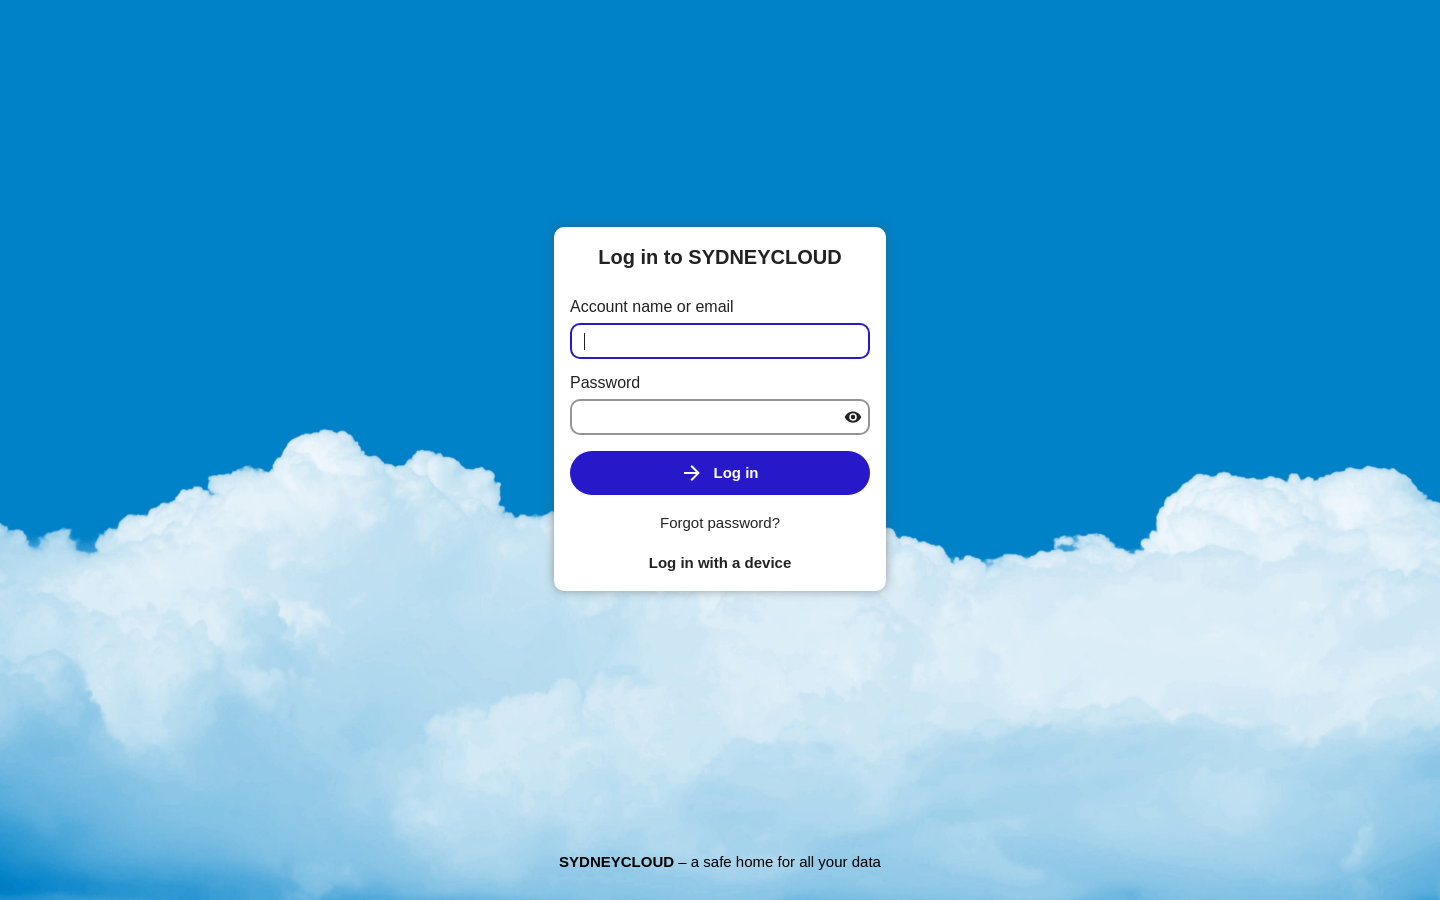 Log in to SYDNEYCLOUD
Account name or email
Password
Log in
Forgot password?
Log in with a device
SYDNEYCLOUD – a safe home for all your data